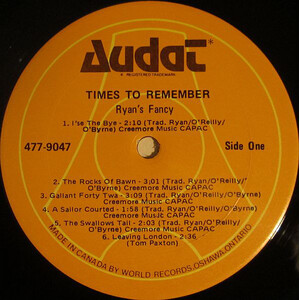 Audat*
* REGISTERED TRADEMARK
TIMES TO REMEMBER
Ryan's Fancy
1. I'se The Bye - 2:10 (Trad. Ryan/O'Reilly/
O'Byrne) Creemore Music CAPAC
477-9047
Side One
2. The Rocks Of Bawn - 3:01 (Trad. Ryan/O'Reilly/
O'Byrne) Creemore Music CAPAC
3. Gallant Forty Twa - 3:09 (Trad. Ryan/O'Reilly/
O'Byrne) Creemore Music CAPAC
4. A Sailor Courted - 1:58 (Trad. Ryan/O'Reilly/
O'Byrne) Creemore Music CAPAC
5. The Swallows Tail - 2:33 (Trad. Ryan/O'Reilly/
O'Byrne) Creemore Music CAPAC
6. Leaving London - 2:36
(Tom Paxton)
MADE IN CANADA BY WORLD RECORDS, OSHAWA, ONTARIO